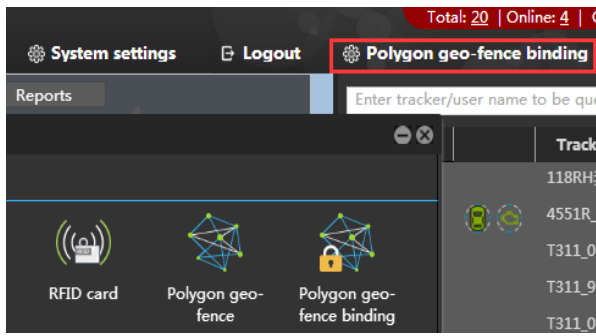 Total: 20 | Online: 4 |
System settings
Logout
Polygon geo-fence binding
Reports
Enter tracker/user name to be que
Track
118RH
4551R_
T311_0
T311_9
T311_0
RFID card
Polygon geo-
fence
Polygon geo-
fence binding